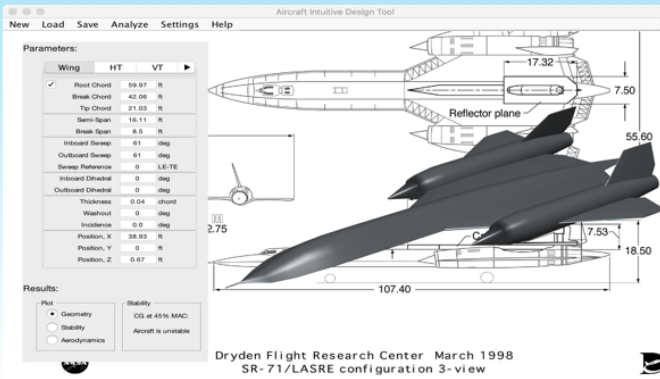 Aircraft Intuitive Design Tool
New Load Save Analyze Settings Help
Parameters:
Wing HT VT
Root Chord 59.97 ft
Break Chord 42.06 ft
Tip Chord 21.03 ft
Semi-Span 16.11 ft
Break Span 8.5 ft
Inboard Sweep 61 deg
Outboard Sweep 61 deg
Sweep Reference 0 LE-TE
Inboard Dihedral 0 deg
Outboard Dihedral 0 deg
Thickness 0.04 chord
Washout 0 deg
Incidence 0.0 deg
Position, X 38.93 ft
Position, Y 0 ft
Position, Z 0.67 ft
Results:
Plot
Geometry
Stability
Aerodynamics
Stability
CG at 45% MAC:
Aircraft is unstable
17.32
7.50
Reflector plane
55.60
2.75
7.53
18.50
107.40
Dryden Flight Research Center March 1998
SR-71/LASRE configuration 3-view